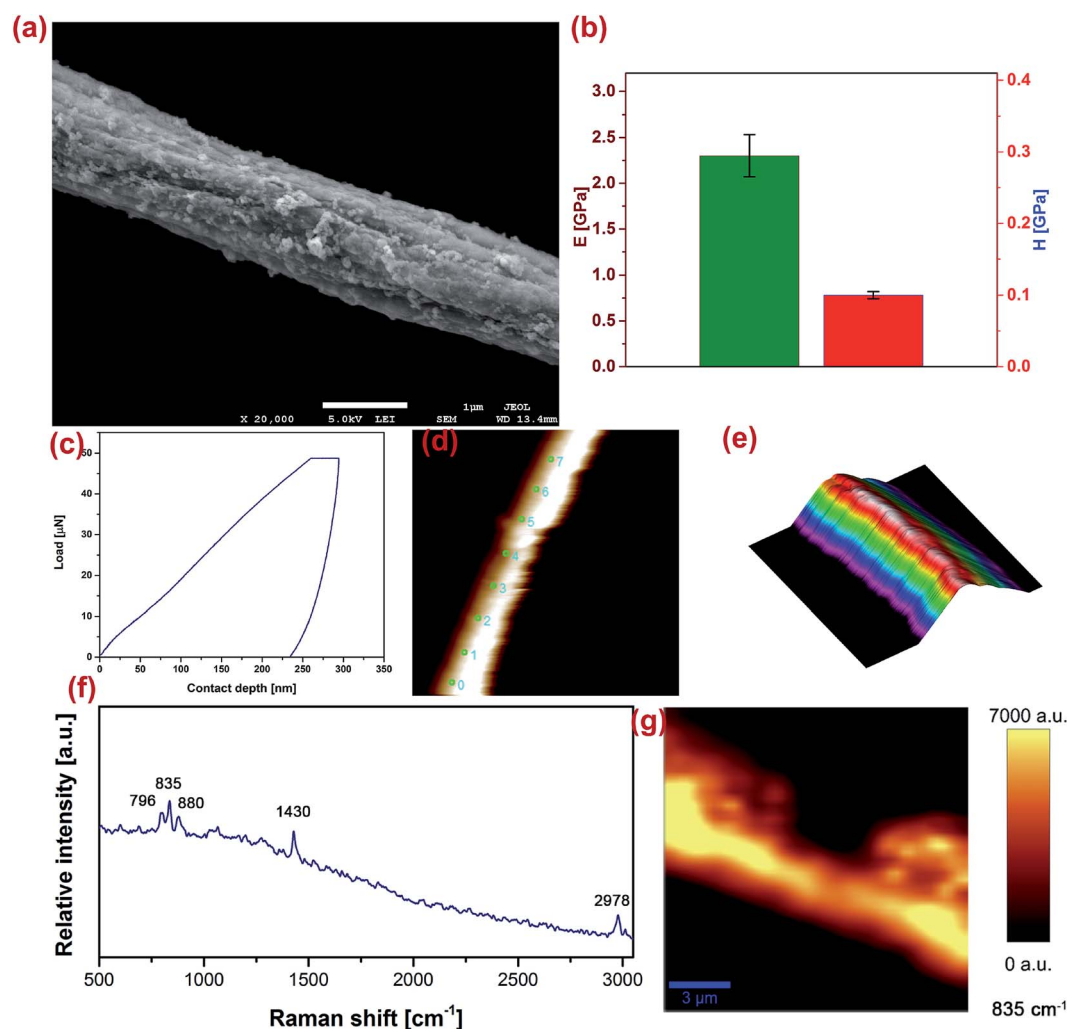 (a)
X 20,000 5.0kV LEI 1μm JEOL SEM WD 13.4mm
(b)
E [GPa]
3.0
2.5
2.0
1.5
1.0
0.5
0.0
0.4
0.3
0.2
0.1
0.0
H [GPa]
(c)
Load [μN]
50
40
30
20
10
0
0 50 100 150 200 250 300 350
Contact depth [nm]
(d)
7
6
5
4
3
2
1
0
(e)
(f)
Relative intensity [a.u.]
796 835 880 1430 2978
500 1000 1500 2000 2500 3000
Raman shift [cm⁻¹]
(g)
3 μm
7000 a.u.
0 a.u.
835 cm⁻¹